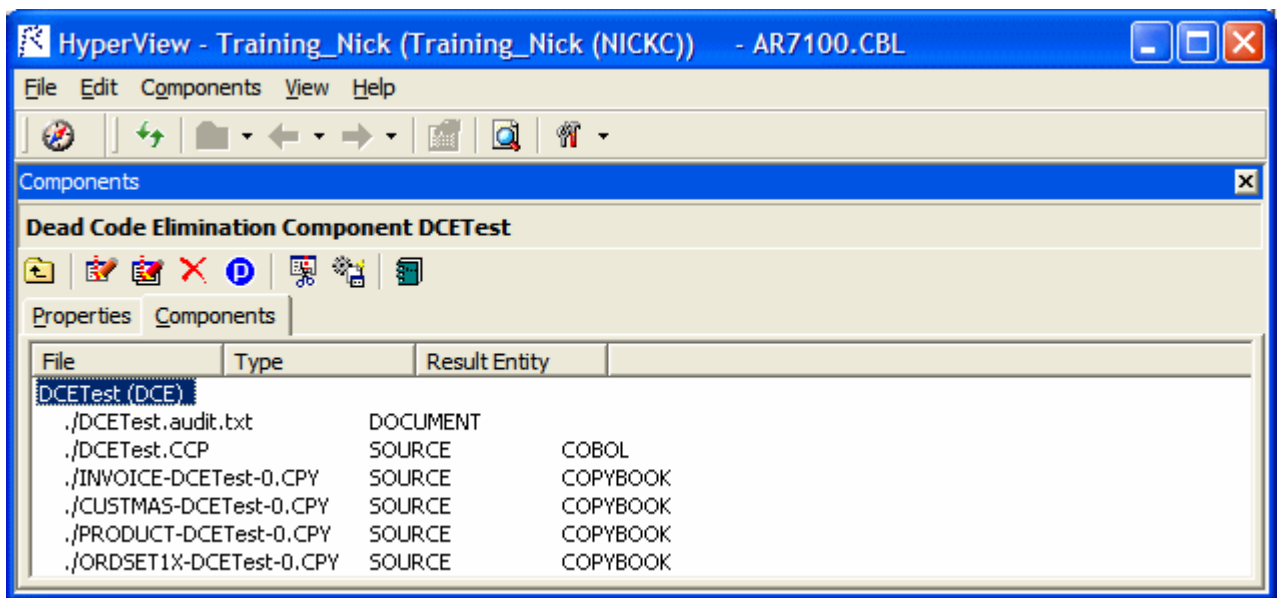 HyperView - Training_Nick (Training_Nick (NICKC)) - AR7100.CBL
File Edit Components View Help
Components
Dead Code Elimination Component DCETest
Properties Components
File Type Result Entity
DCETest (DCE)
./DCETest.audit.txt DOCUMENT
./DCETest.CCP SOURCE COBOL
./INVOICE-DCETest-0.CPY SOURCE COPYBOOK
./CUSTMAS-DCETest-0.CPY SOURCE COPYBOOK
./PRODUCT-DCETest-0.CPY SOURCE COPYBOOK
./ORDSET1X-DCETest-0.CPY SOURCE COPYBOOK